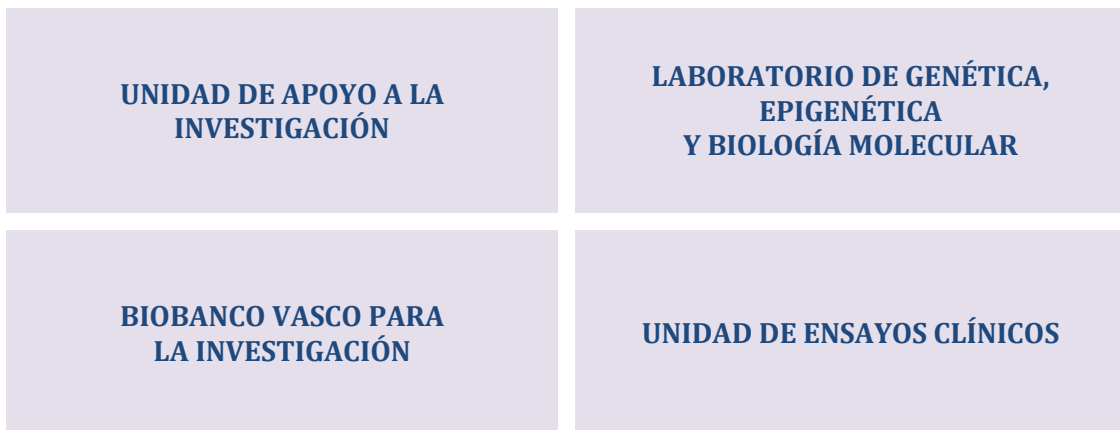 UNIDAD DE APOYO A LA
INVESTIGACIÓN
LABORATORIO DE GENÉTICA,
EPIGENÉTICA
Y BIOLOGÍA MOLECULAR
BIOBANCO VASCO PARA
LA INVESTIGACIÓN
UNIDAD DE ENSAYOS CLÍNICOS